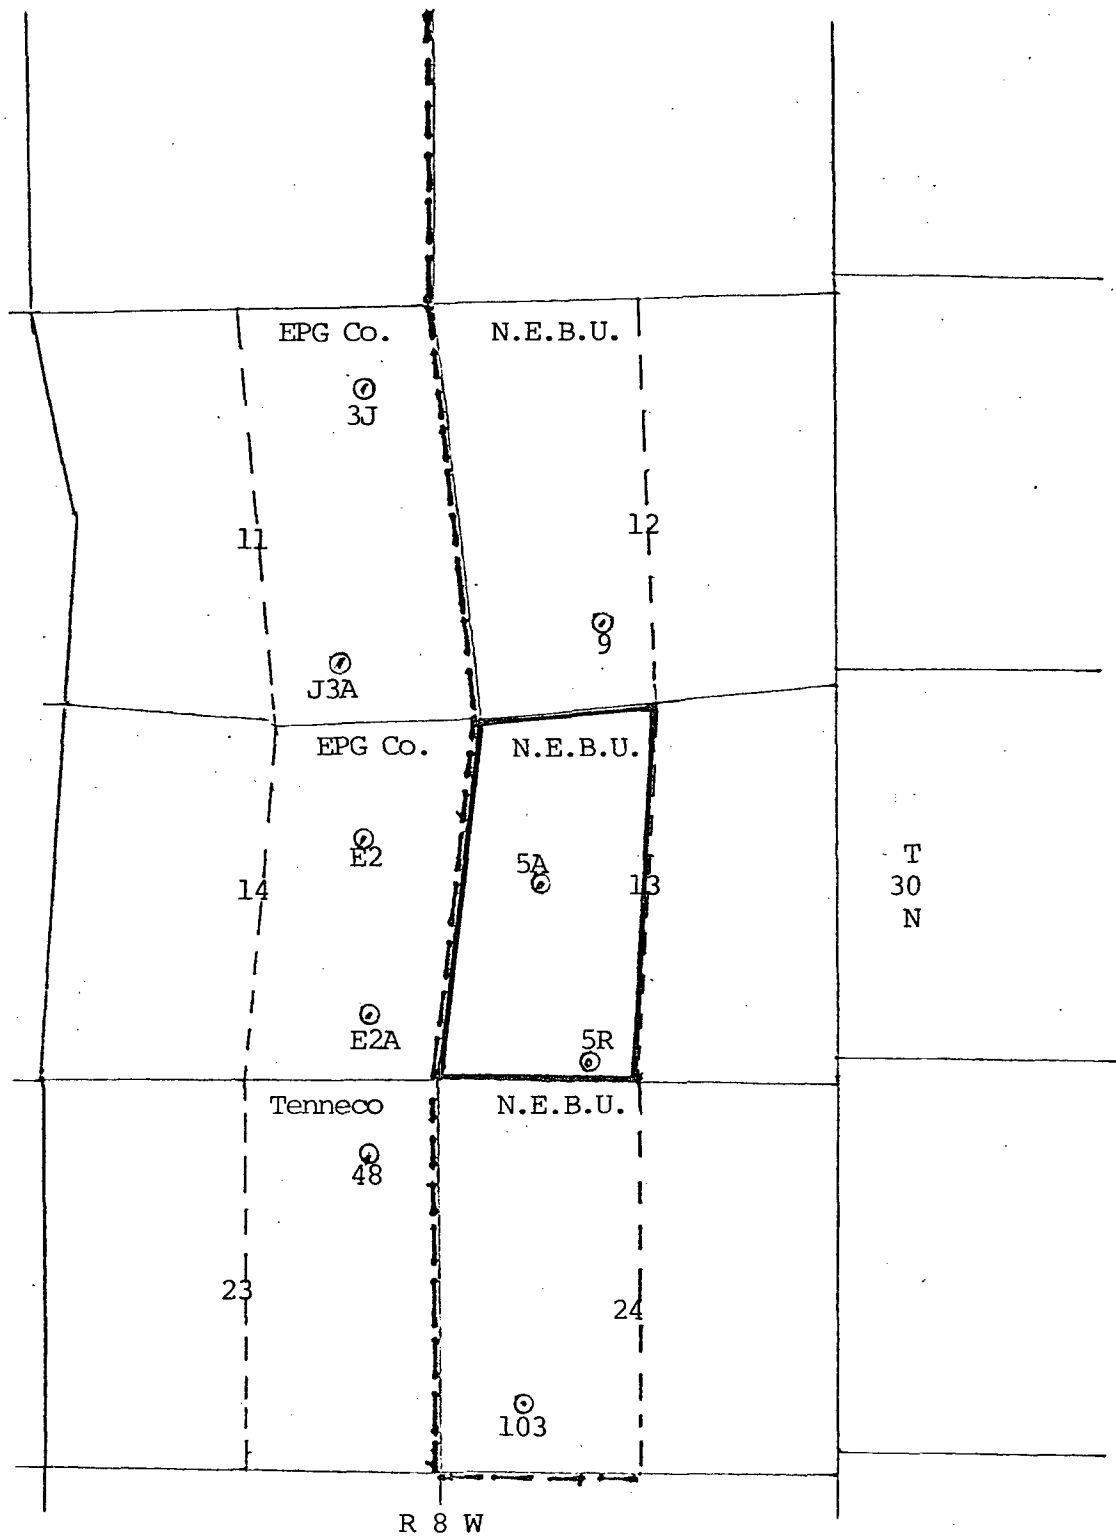 EPG Co. N.E.B.U.
3J
11 12
9
J3A
EPG Co. N.E.B.U.
E2 5A
14 13
T
30
N
E2A 5R
Tenneco N.E.B.U.
48
23 24
103
R 8 W